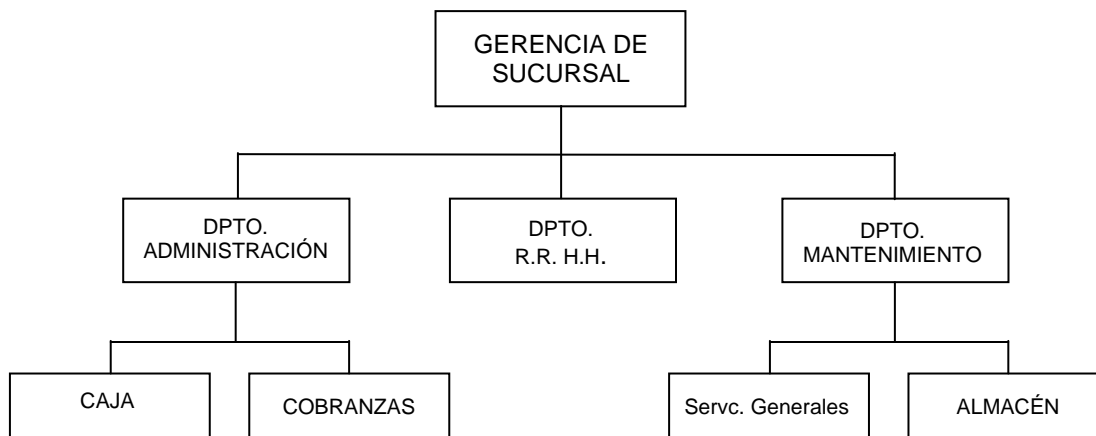 GERENCIA DE
SUCURSAL
DPTO.
ADMINISTRACIÓN
DPTO.
R.R. H.H.
DPTO.
MANTENIMIENTO
CAJA
COBRANZAS
Servc. Generales
ALMACÉN